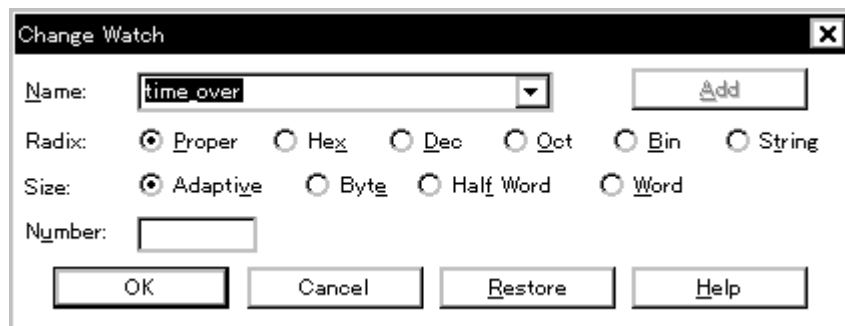 Change Watch
Name: time_over Add
Radix: Proper Hex Dec Oct Bin String
Size: Adaptive Byte Half Word Word
Number:
OK Cancel Restore Help